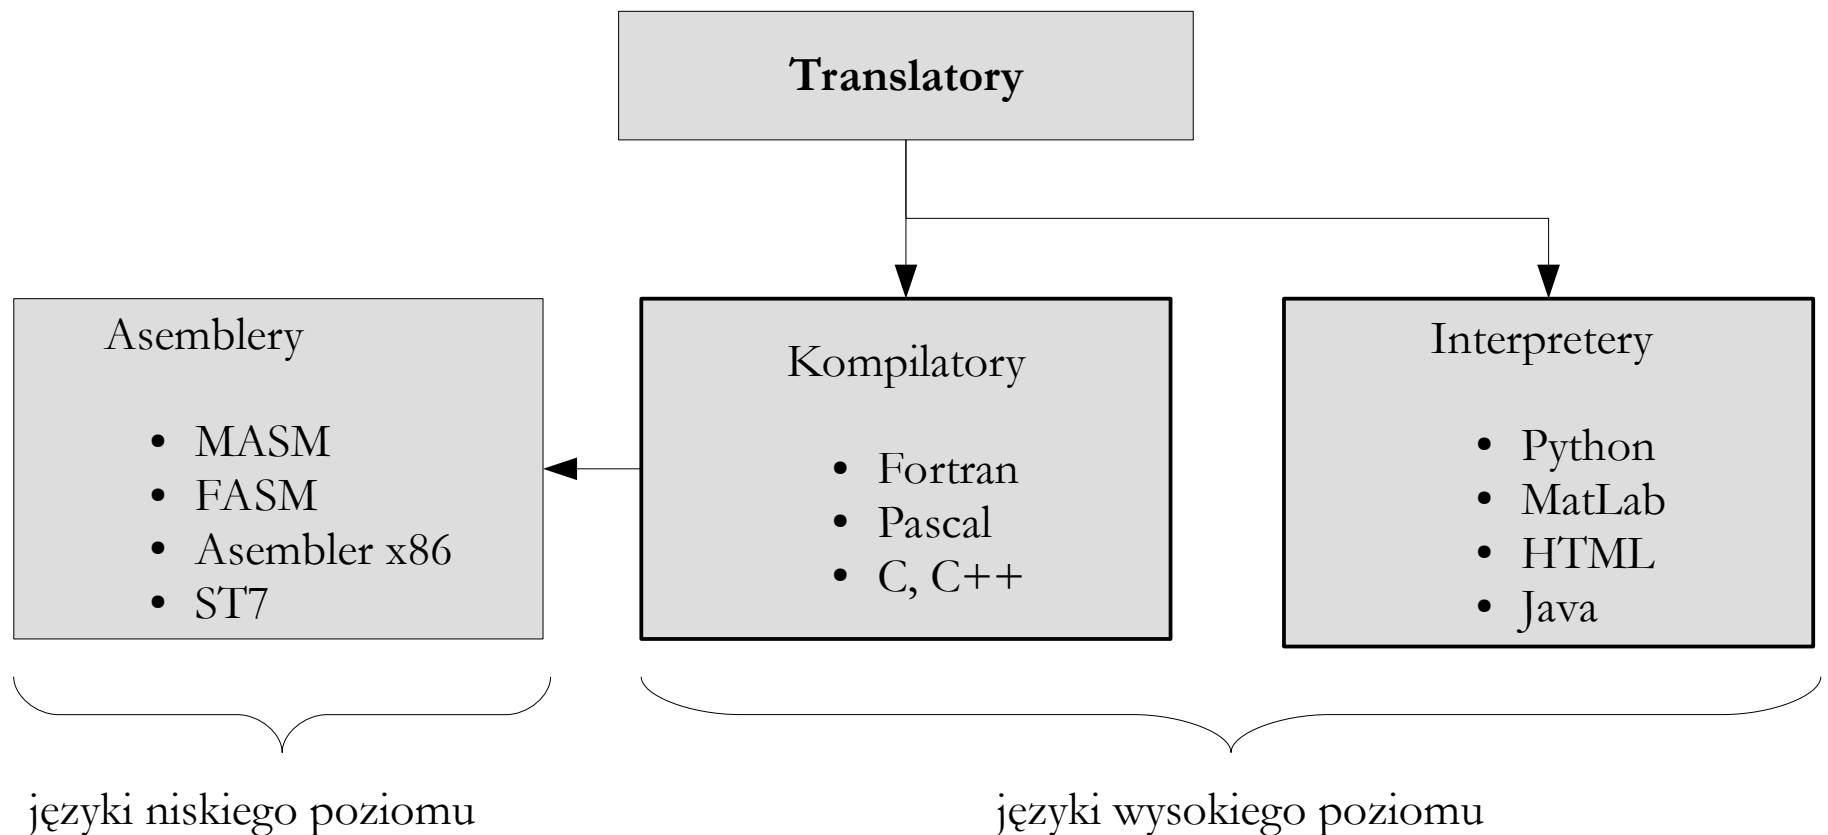 Translatory
Asemblery
• MASM
• FASM
• Asembler x86
• ST7
Kompilatory
• Fortran
• Pascal
• C, C++
Interpretery
• Python
• MatLab
• HTML
• Java
języki niskiego poziomu
języki wysokiego poziomu